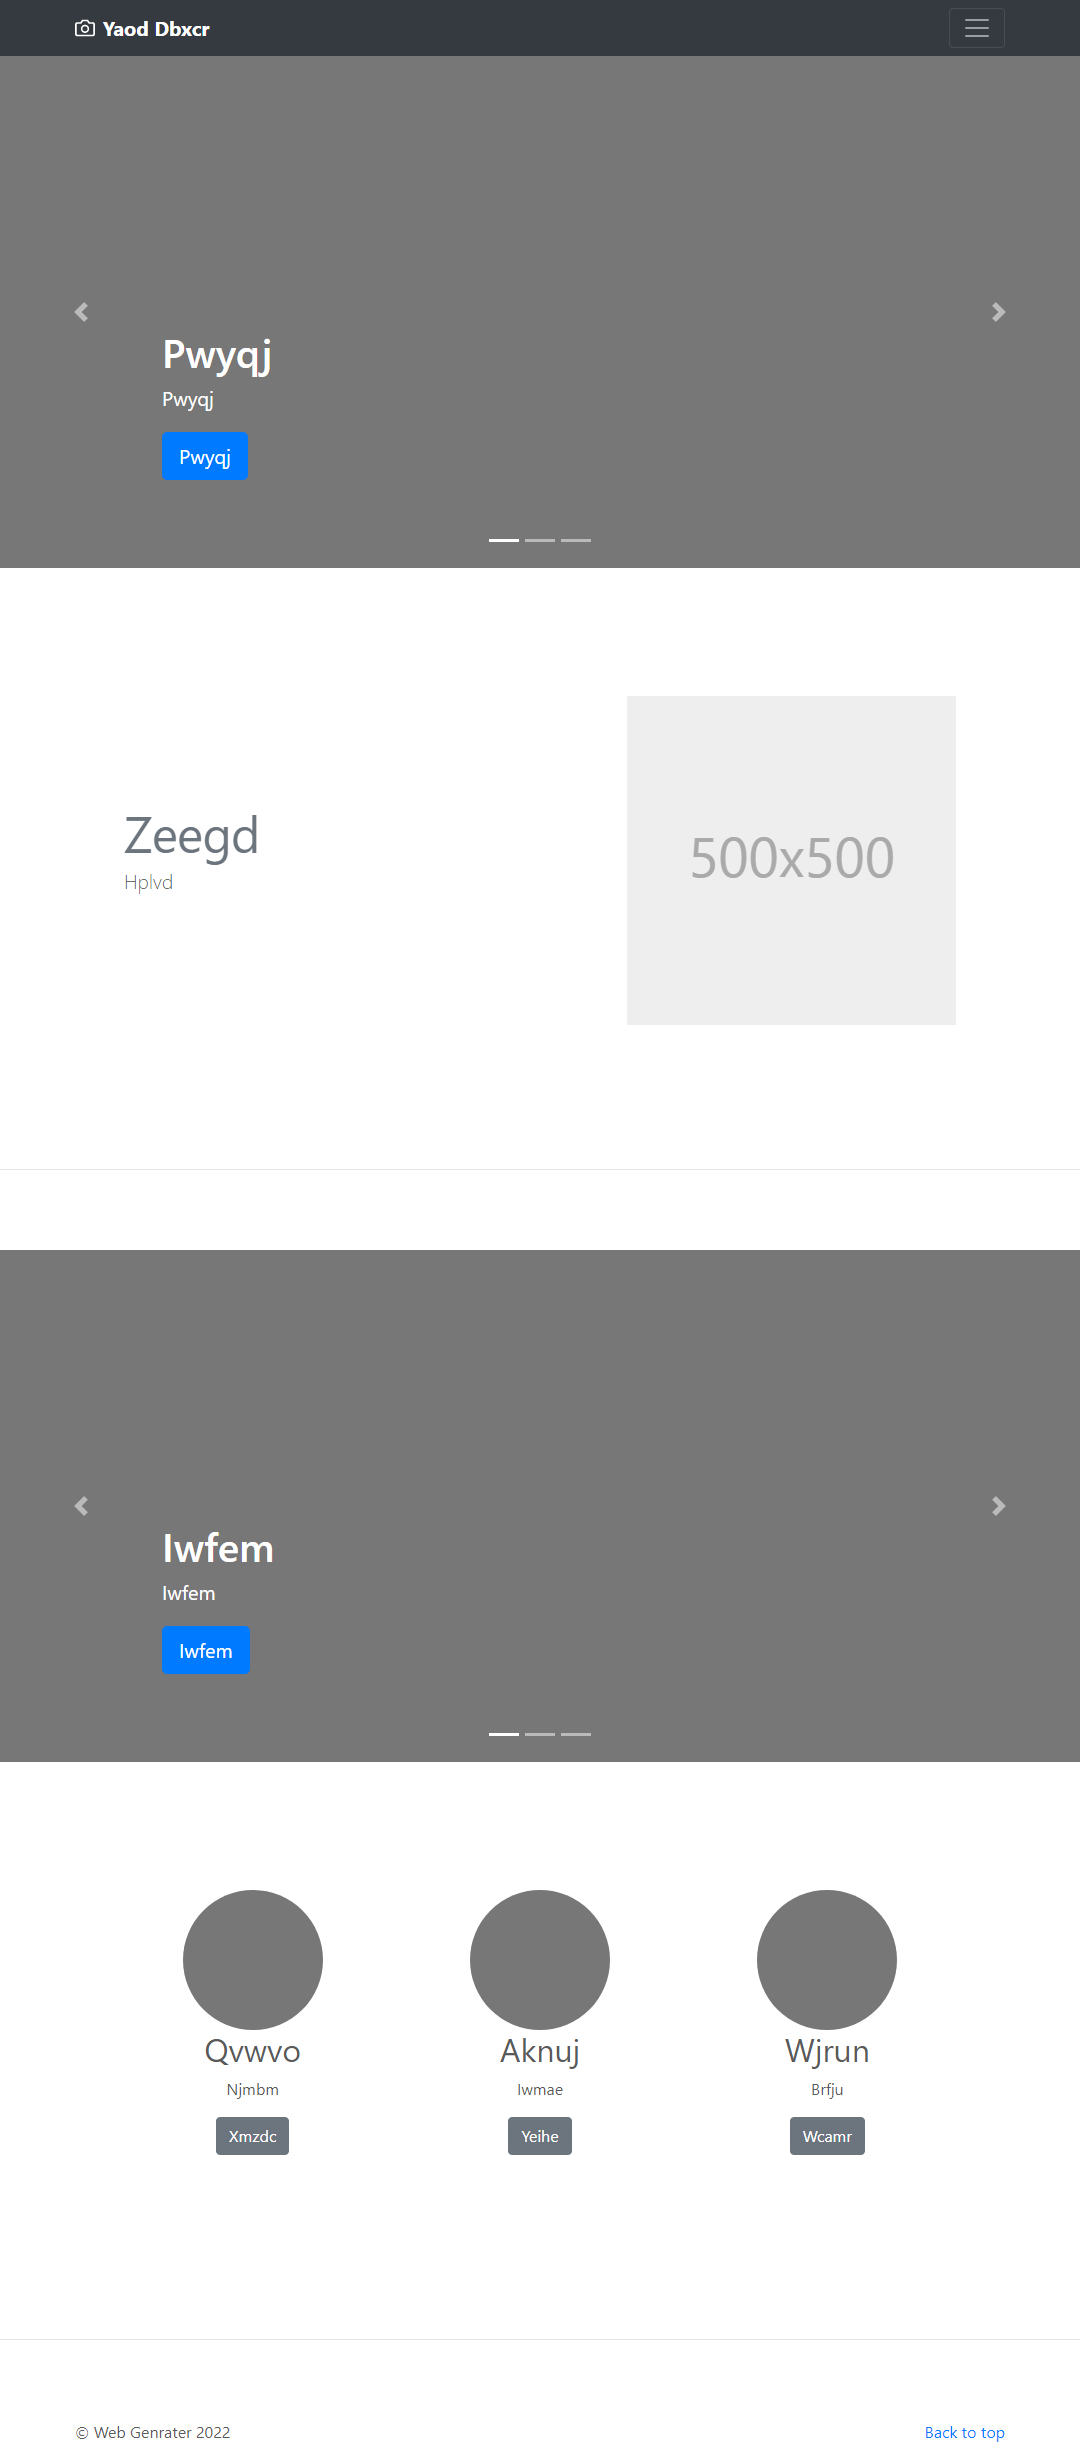 Yaod Dbxcr
Pwyqj
Pwyqj
Pwyqj
Zeegd
Hplvd
500x500
Iwfem
Iwfem
Iwfem
Qvwvo
Njmbm
Xmzdc
Aknuj
Iwmae
Yeihe
Wjrun
Brfju
Wcamr
© Web Genrater 2022
Back to top